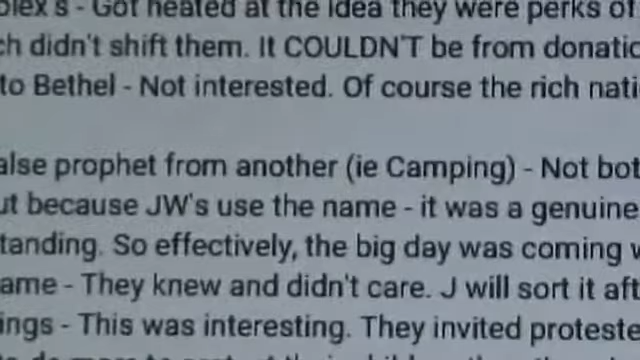 plex's - Got heated at the idea they were perks of
ch didn't shift them. It COULDN'T be from donatio
to Bethel - Not interested. Of course the rich nati
alse prophet from another (ie Camping) - Not bot
ut because JW's use the name - it was a genuine
tanding. So effectively, the big day was coming w
ame - They knew and didn't care. J will sort it aft
ings - This was interesting. They invited proteste